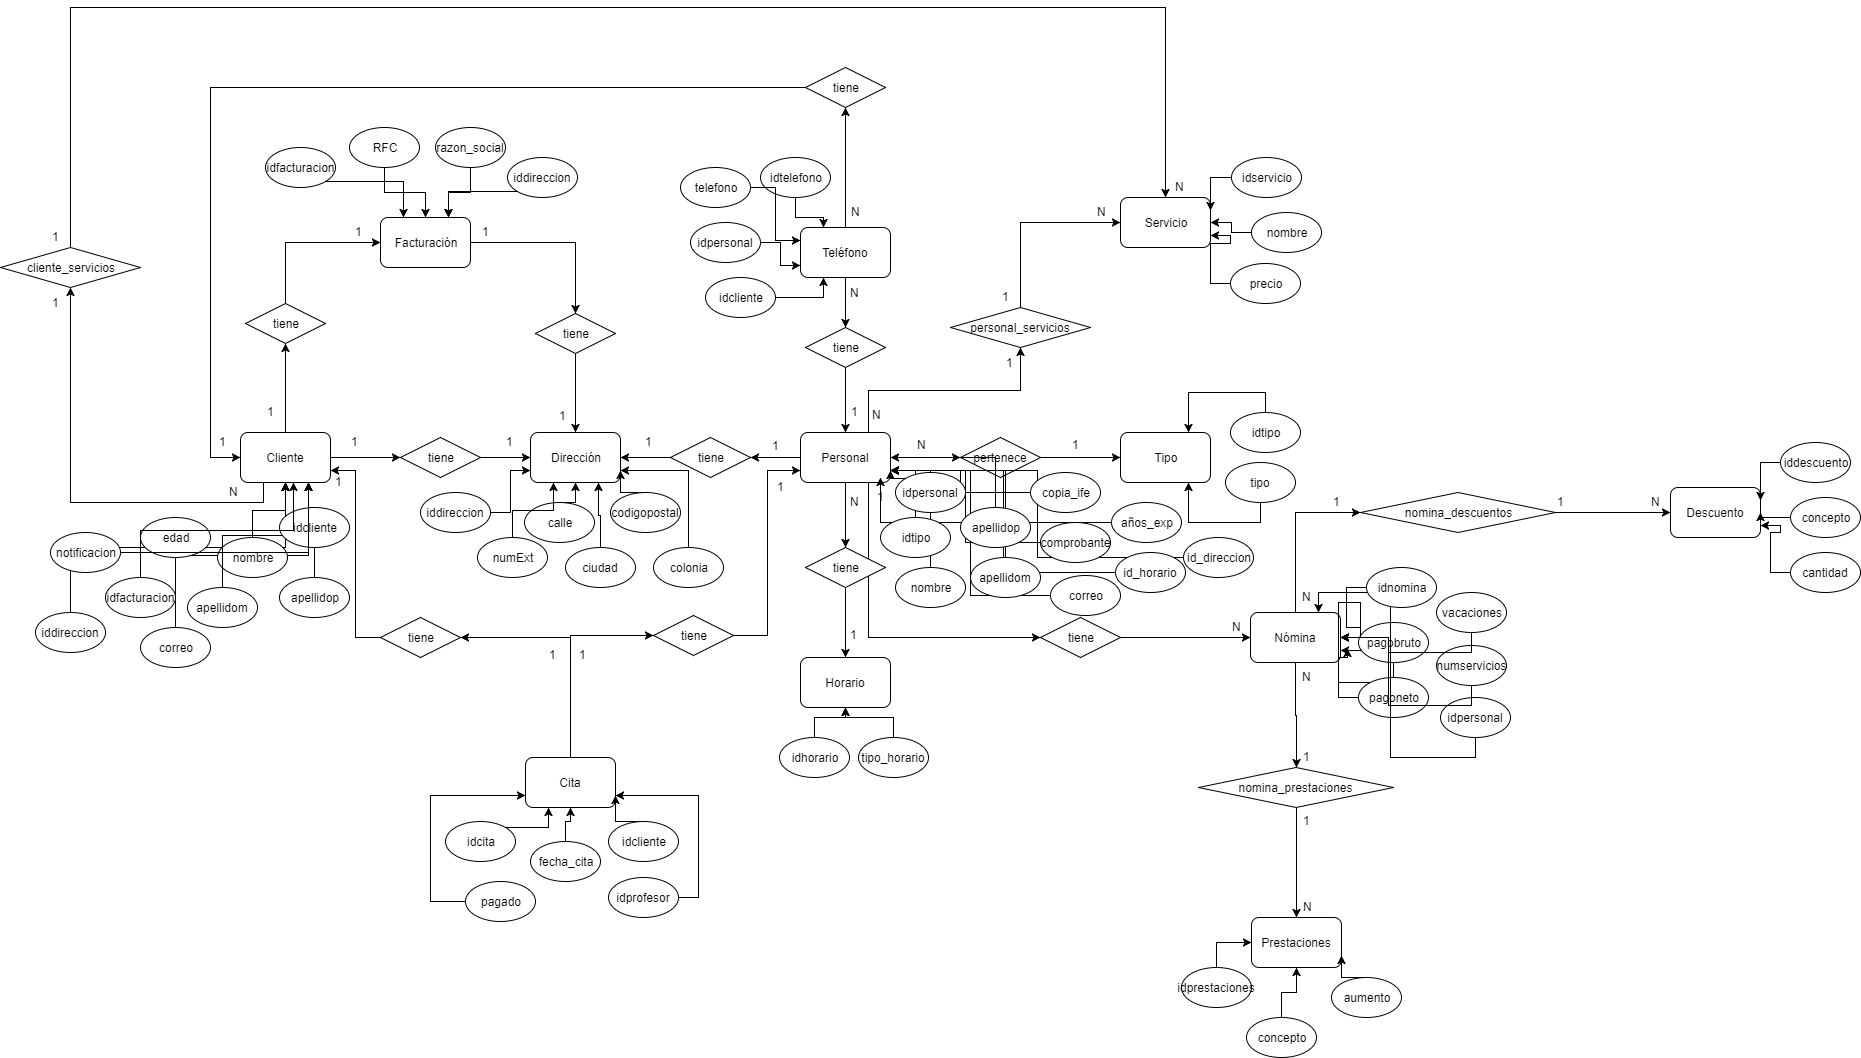 tiene
RFC
razon_social
idfacturacion
iddireccion
telefono
idtelefono
idservicio
N
1
cliente_servicios
1
1
Facturación
1
N
idpersonal
Teléfono
N
Servicio
nombre
idcliente
N
precio
1
tiene
tiene
tiene
personal_servicios
1
1
1
1
1
N
idtipo
1
Cliente
1
tiene
1
Dirección
1
tiene
1
Personal
N
pertenece
1
Tipo
iddescuento
N
1
1
1
tipo
idpersonal
copia_ife
N
1
nomina_descuentos
1
N
Descuento
concepto
iddireccion
calle
codigopostal
notificacion
edad
idcliente
nombre
numExt
ciudad
colonia
idtipo
apellidop
años_exp
comprobante
id_direccion
tiene
nombre
apellidom
id_horario
correo
cantidad
idfacturacion
apellidom
apellidop
iddireccion
correo
tiene
1
1
tiene
1
tiene
N
N
Nómina
idnomina
vacaciones
pagobruto
numservicios
N
pagoneto
idpersonal
Horario
idhorario
tipo_horario
1
nomina_prestaciones
1
Cita
idcita
fecha_cita
idcliente
pagado
idprofesor
N
Prestaciones
idprestaciones
aumento
concepto